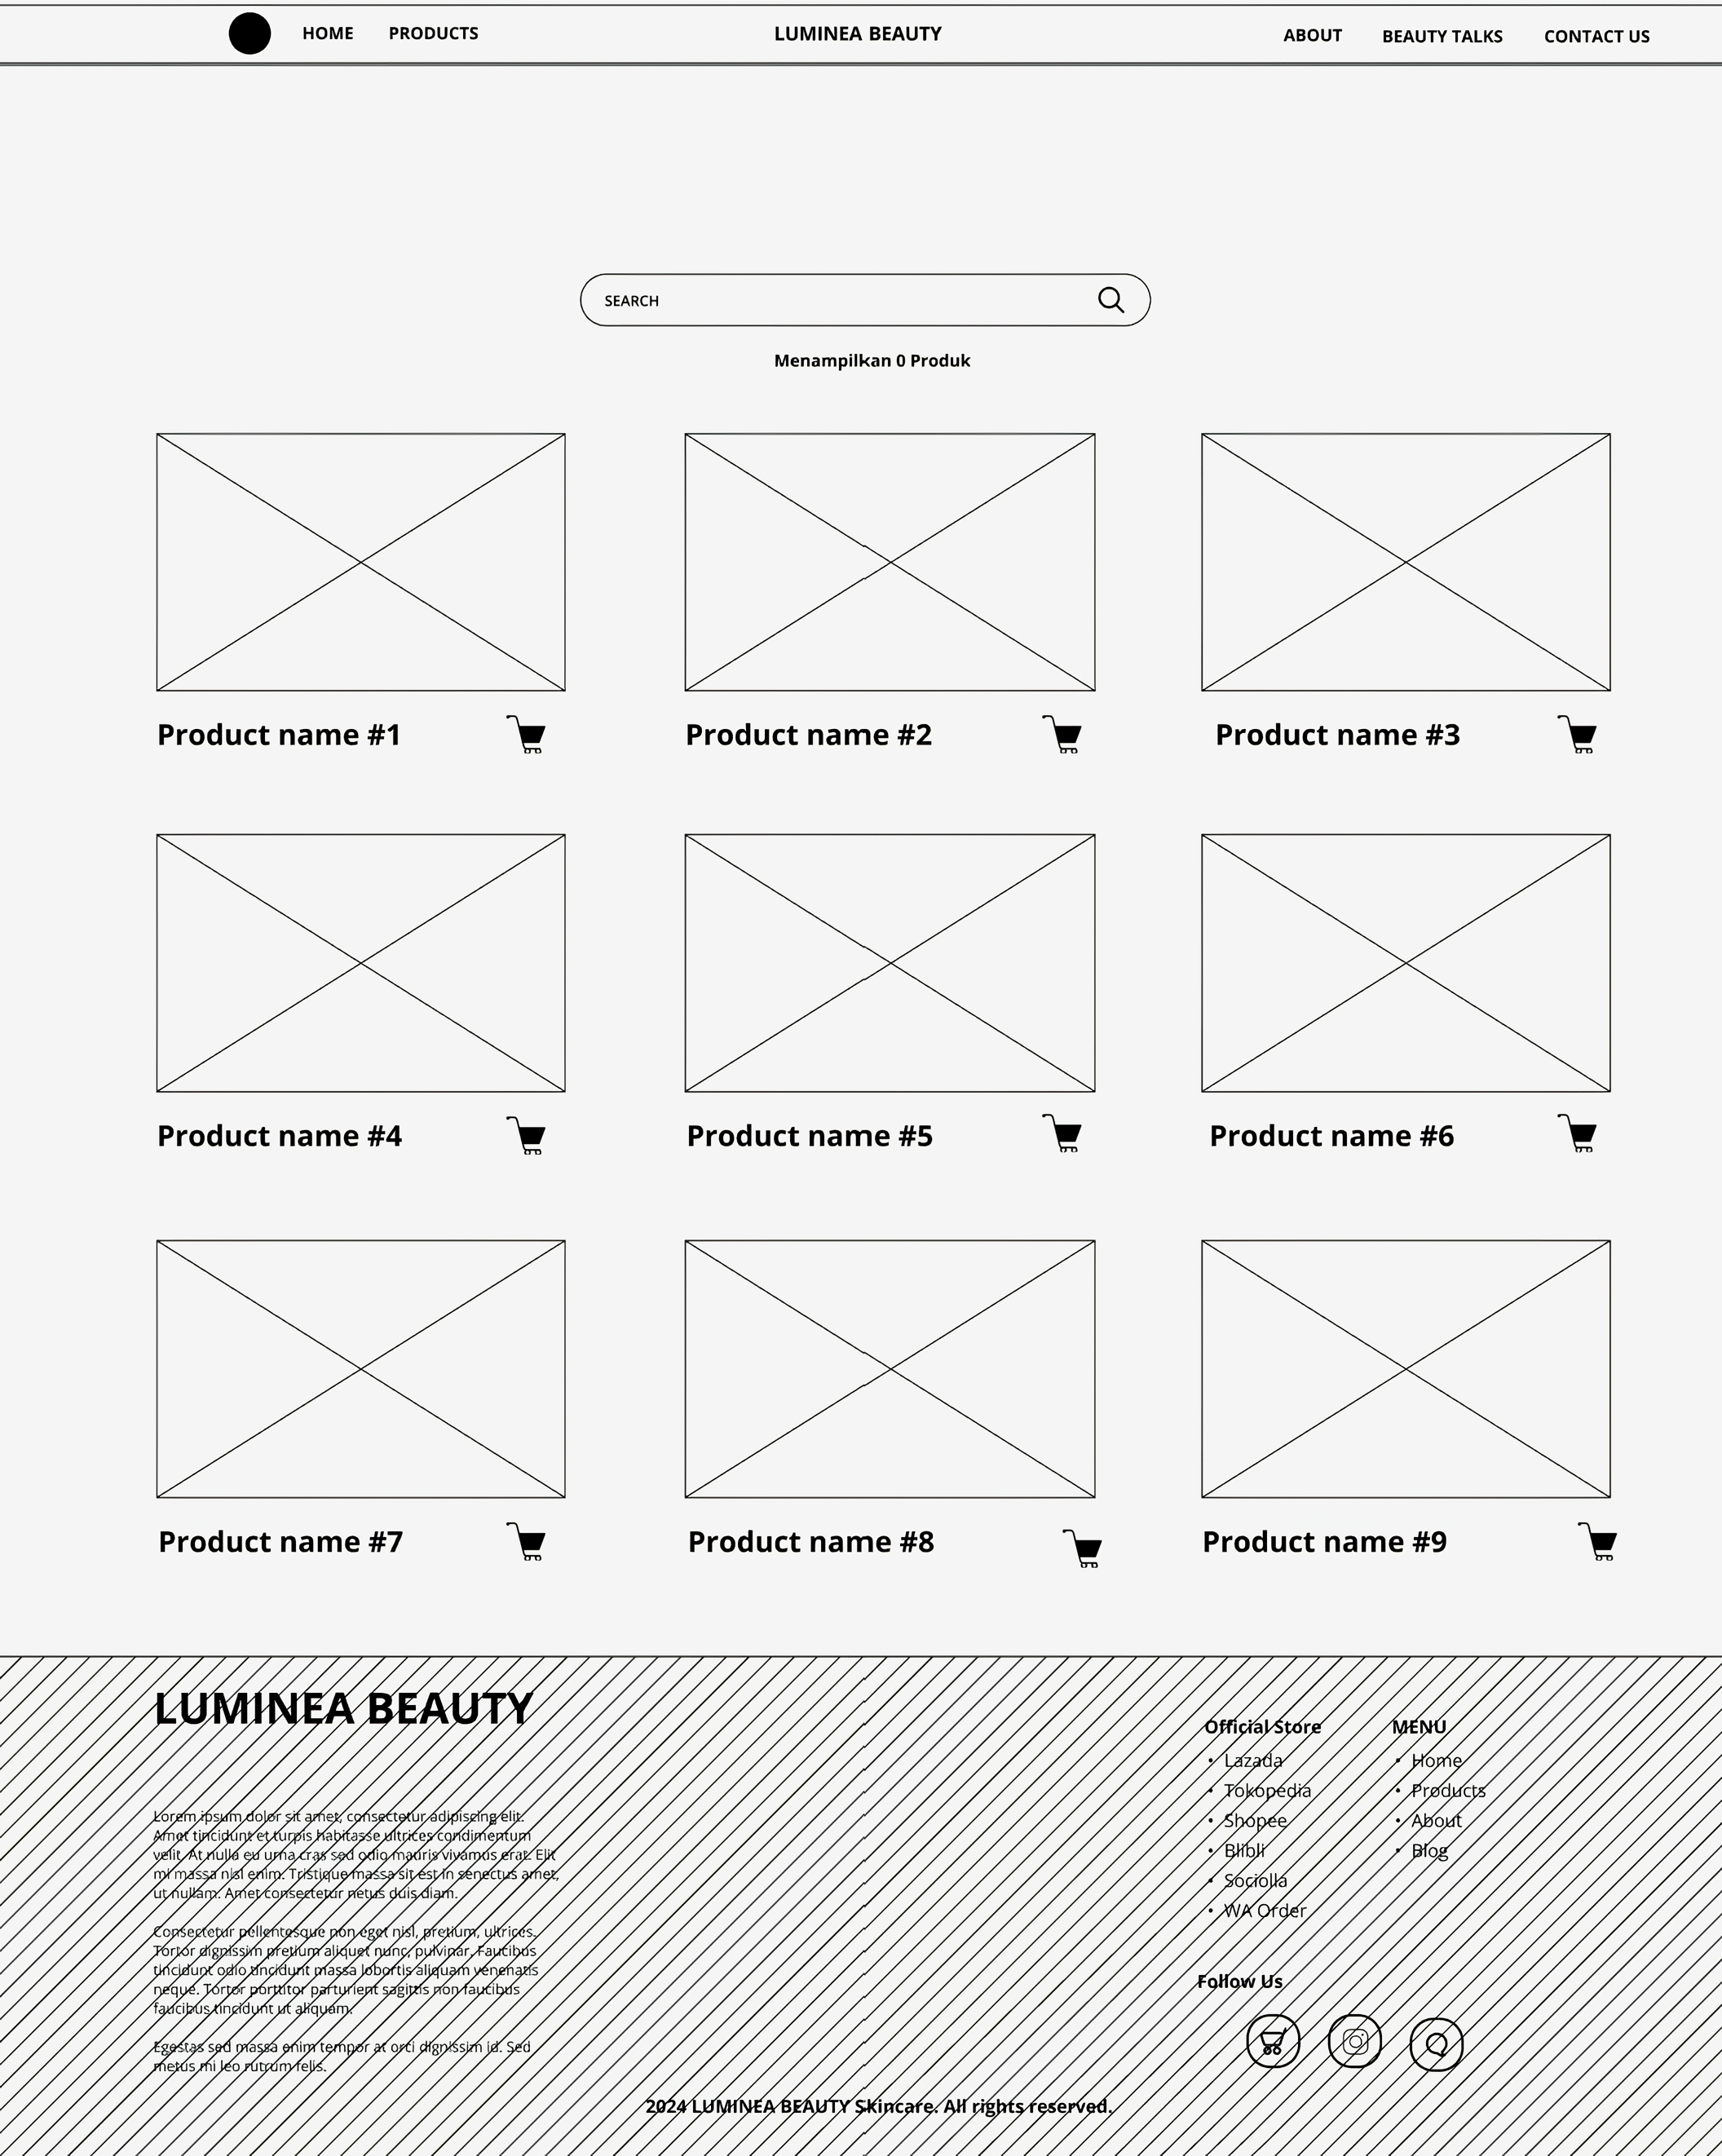 HOME PRODUCTS LUMINEA BEAUTY ABOUT BEAUTY TALKS CONTACT US
SEARCH
Menampilkan 0 Produk
Product name #1 Product name #2 Product name #3
Product name #4 Product name #5 Product name #6
Product name #7 Product name #8 Product name #9
LUMINEA BEAUTY
Lorem ipsum dolor sit amet, consectetur adipiscing elit.
Amet tincidunt et turpis habitasse ultrices condimentum
velit. At nulla eu urna cras sed odio mauris vivamus erat. Elit
mi massa nisl enim. Tristique massa sit est in senectus amet,
ut nullam. Amet consectetur netus duis diam.
Consectetur pellentesque non eget nisl, pretium, ultrices.
Tortor dignissim pretium aliquet nunc, pulvinar. Faucibus
tincidunt odio tincidunt massa lobortis aliquam venenatis
neque. Tortor porttitor parturient sagittis non faucibus
faucibus tincidunt ut aliquam.
Egestas sed massa enim tempor at orci dignissim id. Sed
metus mi leo rutrum felis.
Official Store
• Lazada
• Tokopedia
• Shopee
• Blibli
• Sociolla
• WA Order
MENU
• Home
• Products
• About
• Blog
Follow Us
2024 LUMINEA BEAUTY Skincare. All rights reserved.